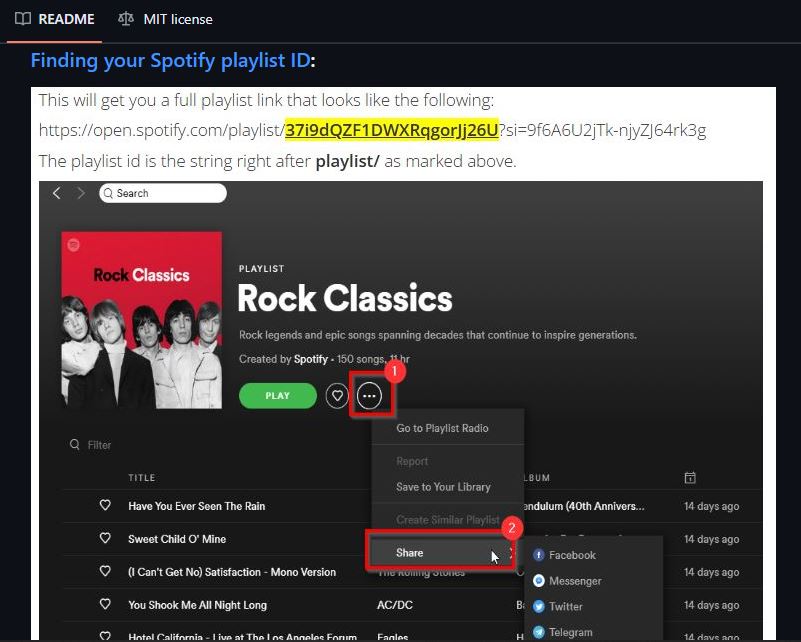 README MIT license
Finding your Spotify playlist ID:
This will get you a full playlist link that looks like the following:
https://open.spotify.com/playlist/37i9dQZF1DWXRqgorJj26U?si=9f6A6U2jTk-njyZJ64rk3g
The playlist id is the string right after playlist/ as marked above.
Search
Rock Classics
PLAYLIST
Rock Classics
Rock legends and epic songs spanning decades that continue to inspire generations.
Created by Spotify • 150 songs, 11 hr
1
PLAY
Go to Playlist Radio
Filter
Report
TITLE LBUM
Save to Your Library
Have You Ever Seen The Rain endulum (40th Annivers... 14 days ago
Create Similar Playlist
2
Sweet Child O' Mine 14 days ago
Share
Facebook
(I Can't Get No) Satisfaction - Mono Version The Rolling Stones 14 days ago
Messenger
You Shook Me All Night Long AC/DC Ba 14 days ago
Twitter
Telegram
Hotel California - Live at The Los Angeles Forum Eagles 14 days ago